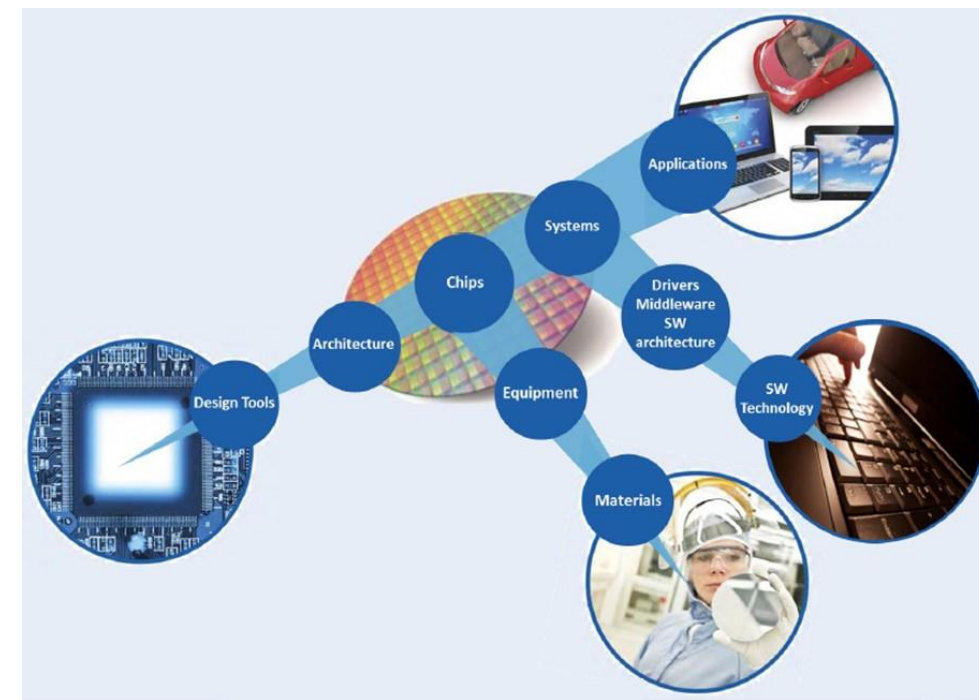 Applications
Systems
Chips
Drivers
Middleware
SW
architecture
Architecture
Equipment
Design Tools
SW
Technology
Materials